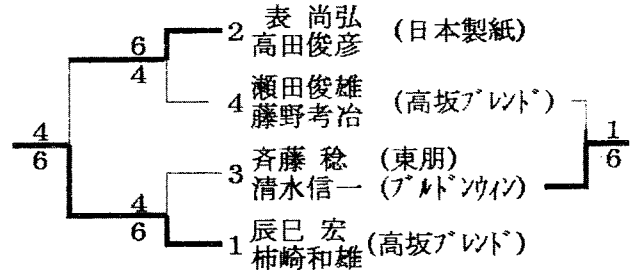 表 尚弘
6 2 (日本製紙)
4 高田俊彦
瀬田俊雄
4 (高坂ブレンド)
藤野考冶
4 1
6 6
斉藤 稔 (東朋)
3
清水信一 (ブルドンウィン)
4
6 辰巳 宏
1 (高坂ブレンド)
柿崎和雄